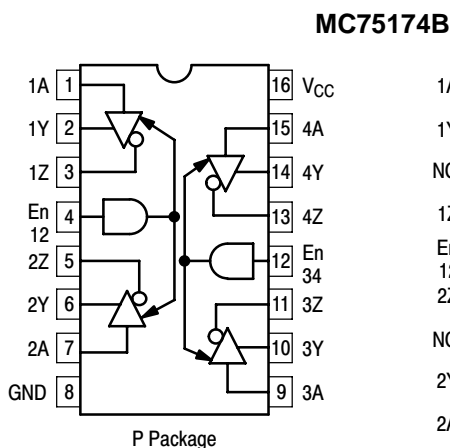 MC75174B
1A 1 16 VCC
1Y 2 15 4A
1Z 3 14 4Y
En 12 4 13 4Z
2Z 5 12 En 34
2Y 6 11 3Z
2A 7 10 3Y
GND 8 9 3A
P Package
1A
1Y
NC
1Z
En
12
2Z
NC
2Y
2A